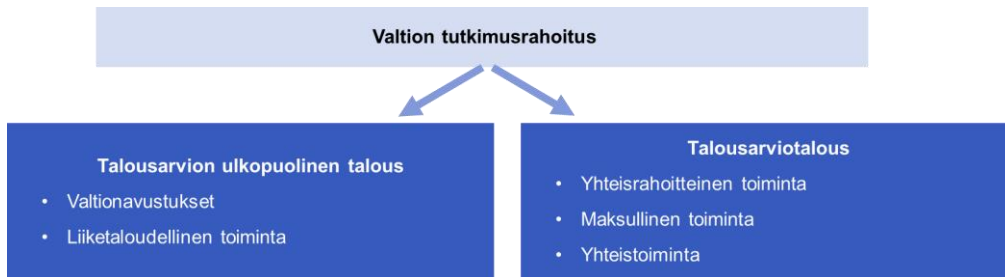 Valtion tutkimusrahoitus
Talousarvion ulkopuolinen talous
• Valtionavustukset
• Liiketaloudellinen toiminta
Talousarviotalous
• Yhteisrahoitteinen toiminta
• Maksullinen toiminta
• Yhteistoiminta